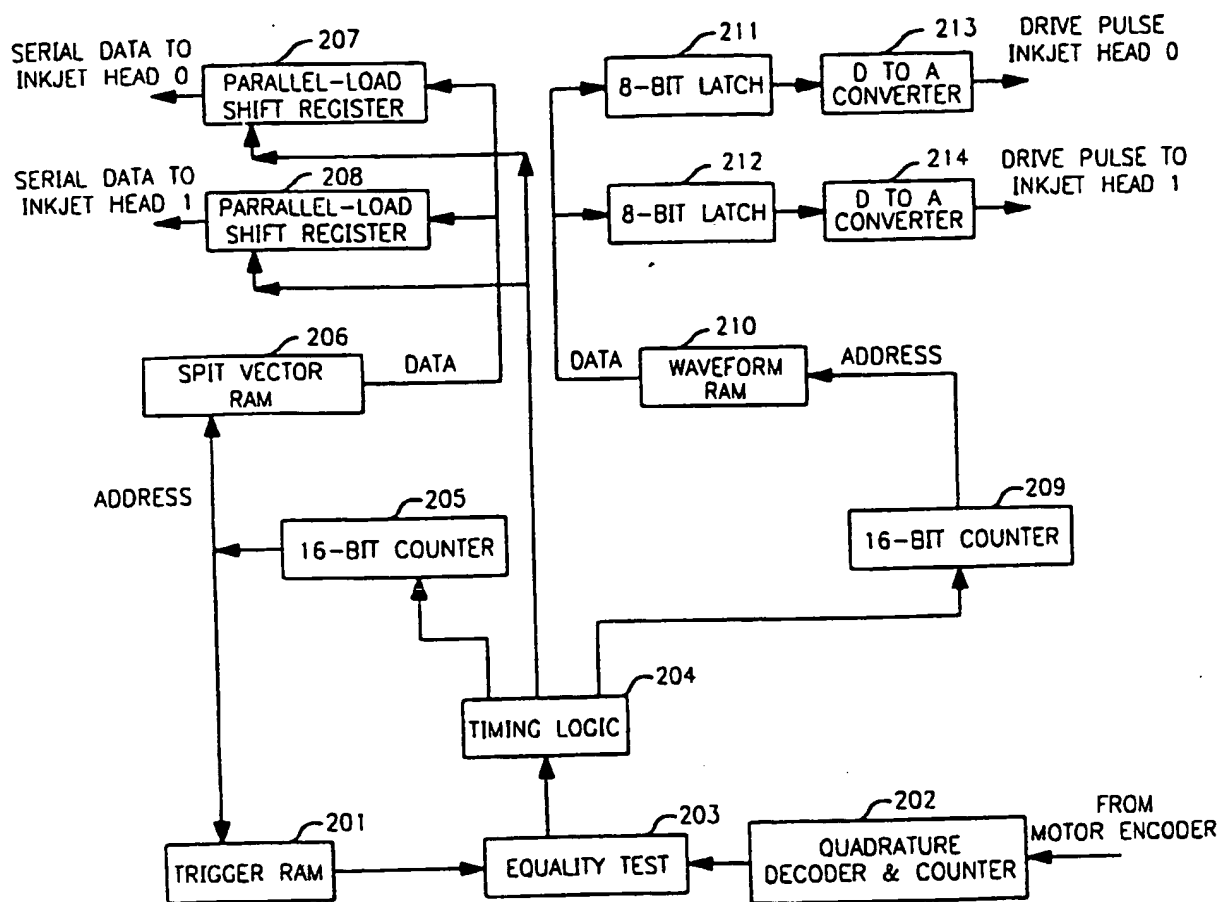 207
SERIAL DATA TO
INKJET HEAD 0
PARALLEL-LOAD
SHIFT REGISTER
211
8-BIT LATCH
213
D TO A
CONVERTER
DRIVE PULSE
INKJET HEAD 0
208
SERIAL DATA TO
INKJET HEAD 1
PARRALLEL-LOAD
SHIFT REGISTER
212
8-BIT LATCH
214
D TO A
CONVERTER
DRIVE PULSE TO
INKJET HEAD 1
206
SPIT VECTOR
RAM
DATA
DATA
210
WAVEFORM
RAM
ADDRESS
ADDRESS
205
16-BIT COUNTER
209
16-BIT COUNTER
204
TIMING LOGIC
201
TRIGGER RAM
203
EQUALITY TEST
202
QUADRATURE
DECODER & COUNTER
FROM
MOTOR ENCODER